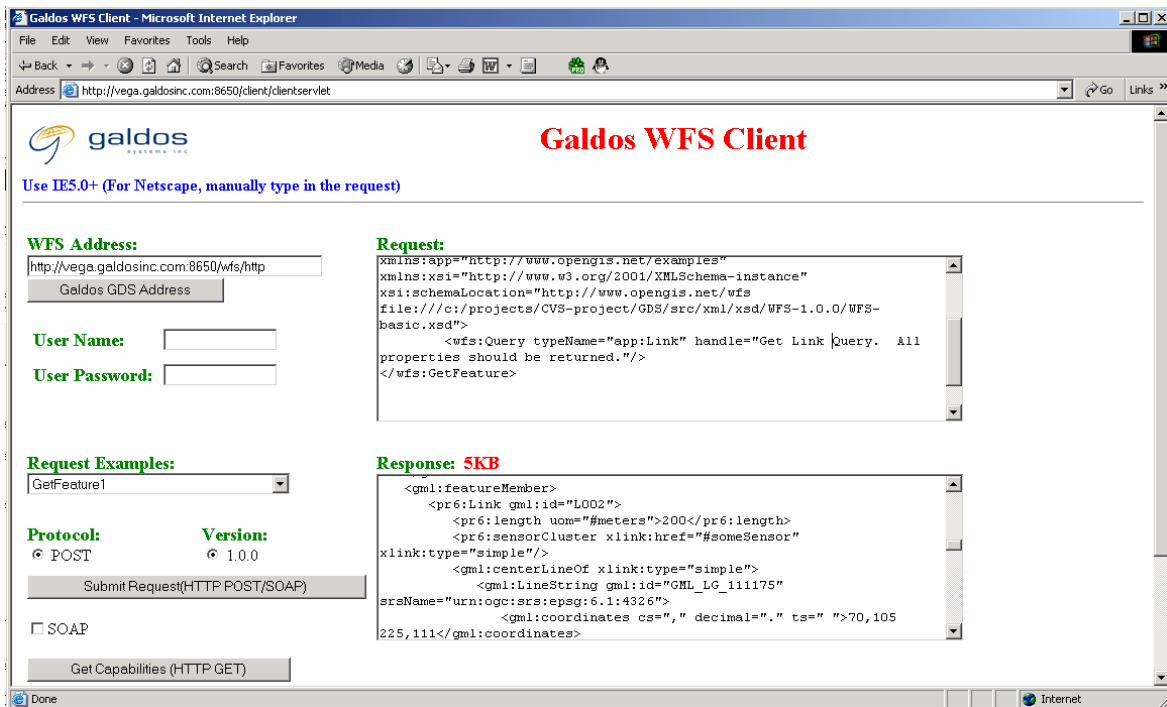 Galdos WFS Client - Microsoft Internet Explorer
File Edit View Favorites Tools Help
Back Search Favorites Media
Address http://vega.galdosinc.com:8650/client/clientservlet Go Links »
galdos
systems inc
Galdos WFS Client
Use IE5.0+ (For Netscape, manually type in the request)
WFS Address:
http://vega.galdosinc.com:8650/wfs/http
Galdos GDS Address
User Name:
User Password:
Request:
xmlns:app="http://www.opengis.net/examples"
xmlns:xsi="http://www.w3.org/2001/XMLSchema-instance"
xsi:schemaLocation="http://www.opengis.net/wfs
file:///c:/projects/CVS-project/GDS/src/xml/xsd/WFS-1.0.0/WFS-
basic.xsd">
<wfs:Query typeName="app:Link" handle="Get Link Query. All
properties should be returned."/>
</wfs:GetFeature>
Request Examples:
GetFeature1
Protocol: Version:
POST 1.0.0
Submit Request(HTTP POST/SOAP)
SOAP
Get Capabilities (HTTP GET)
Response: 5KB
<gml:featureMember>
<pr6:Link gml:id="L002">
<pr6:length uom="#meters">200</pr6:length>
<pr6:sensorCluster xlink:href="#someSensor"
xlink:type="simple"/>
<gml:centerLineOf xlink:type="simple">
<gml:LineString gml:id="GML_LG_111175"
srsName="urn:ogc:srs:epsg:6.1:4326">
<gml:coordinates cs="," decimal="." ts=" ">70,105
225,111</gml:coordinates>
Done
Internet